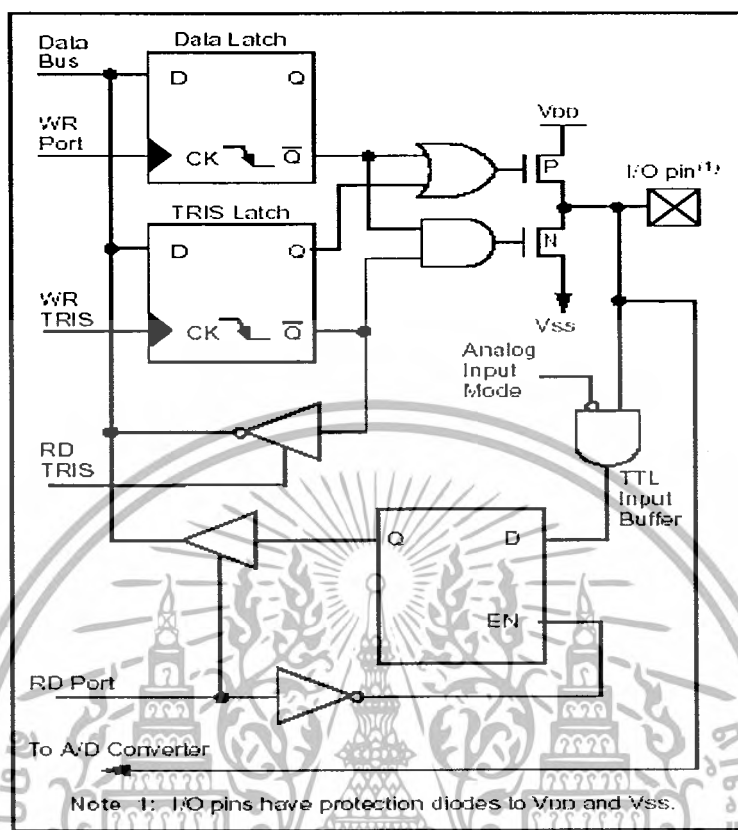 Data Latch
Data
Bus
D
Q
WR
Port
CK
Q
VDD
P
I/O pin(1)
TRIS Latch
D
Q
N
WR
TRIS
CK
Q
VSS
Analog
Input
Mode
RD
TRIS
TTL
Input
Buffer
Q
D
EN
RD Port
To A/D Converter
Note 1: I/O pins have protection diodes to VDD and VSS.